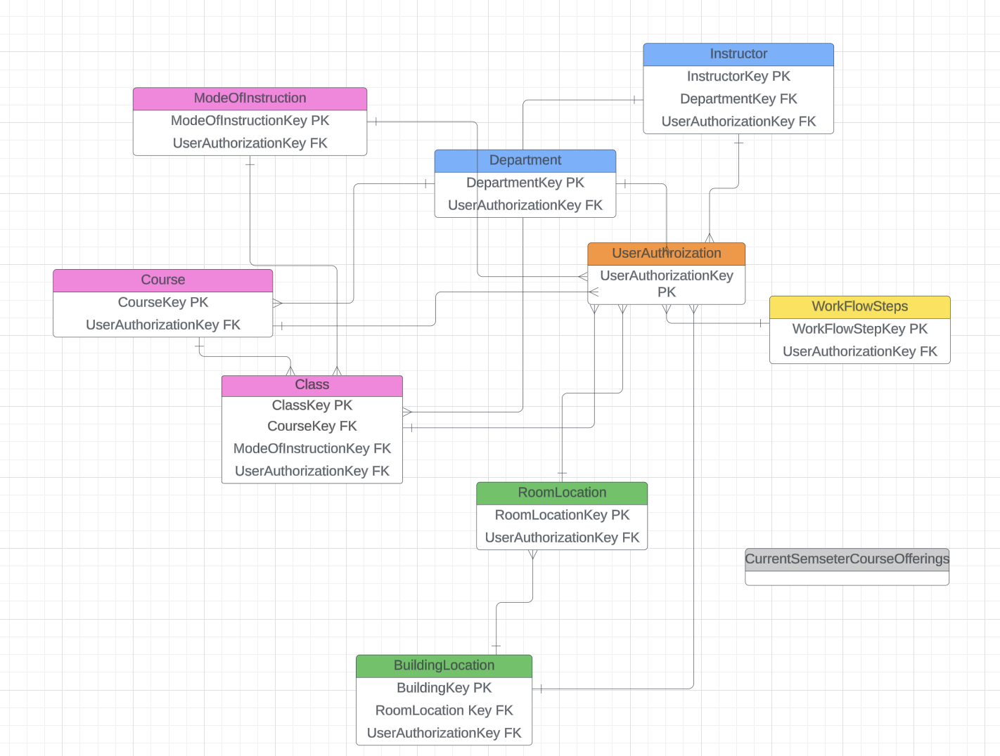 Instructor
InstructorKey PK
DepartmentKey FK
UserAuthorizationKey FK
ModeOfInstruction
ModeOfInstructionKey PK
UserAuthorizationKey FK
Department
DepartmentKey PK
UserAuthorizationKey FK
UserAuthroization
UserAuthorizationKey
PK
Course
CourseKey PK
UserAuthorizationKey FK
WorkFlowSteps
WorkFlowStepKey PK
UserAuthorizationKey FK
Class
ClassKey PK
CourseKey FK
ModeOfInstructionKey FK
UserAuthorizationKey FK
RoomLocation
RoomLocationKey PK
UserAuthorizationKey FK
CurrentSemseterCourseOfferings
BuildingLocation
BuildingKey PK
RoomLocation Key FK
UserAuthorizationKey FK